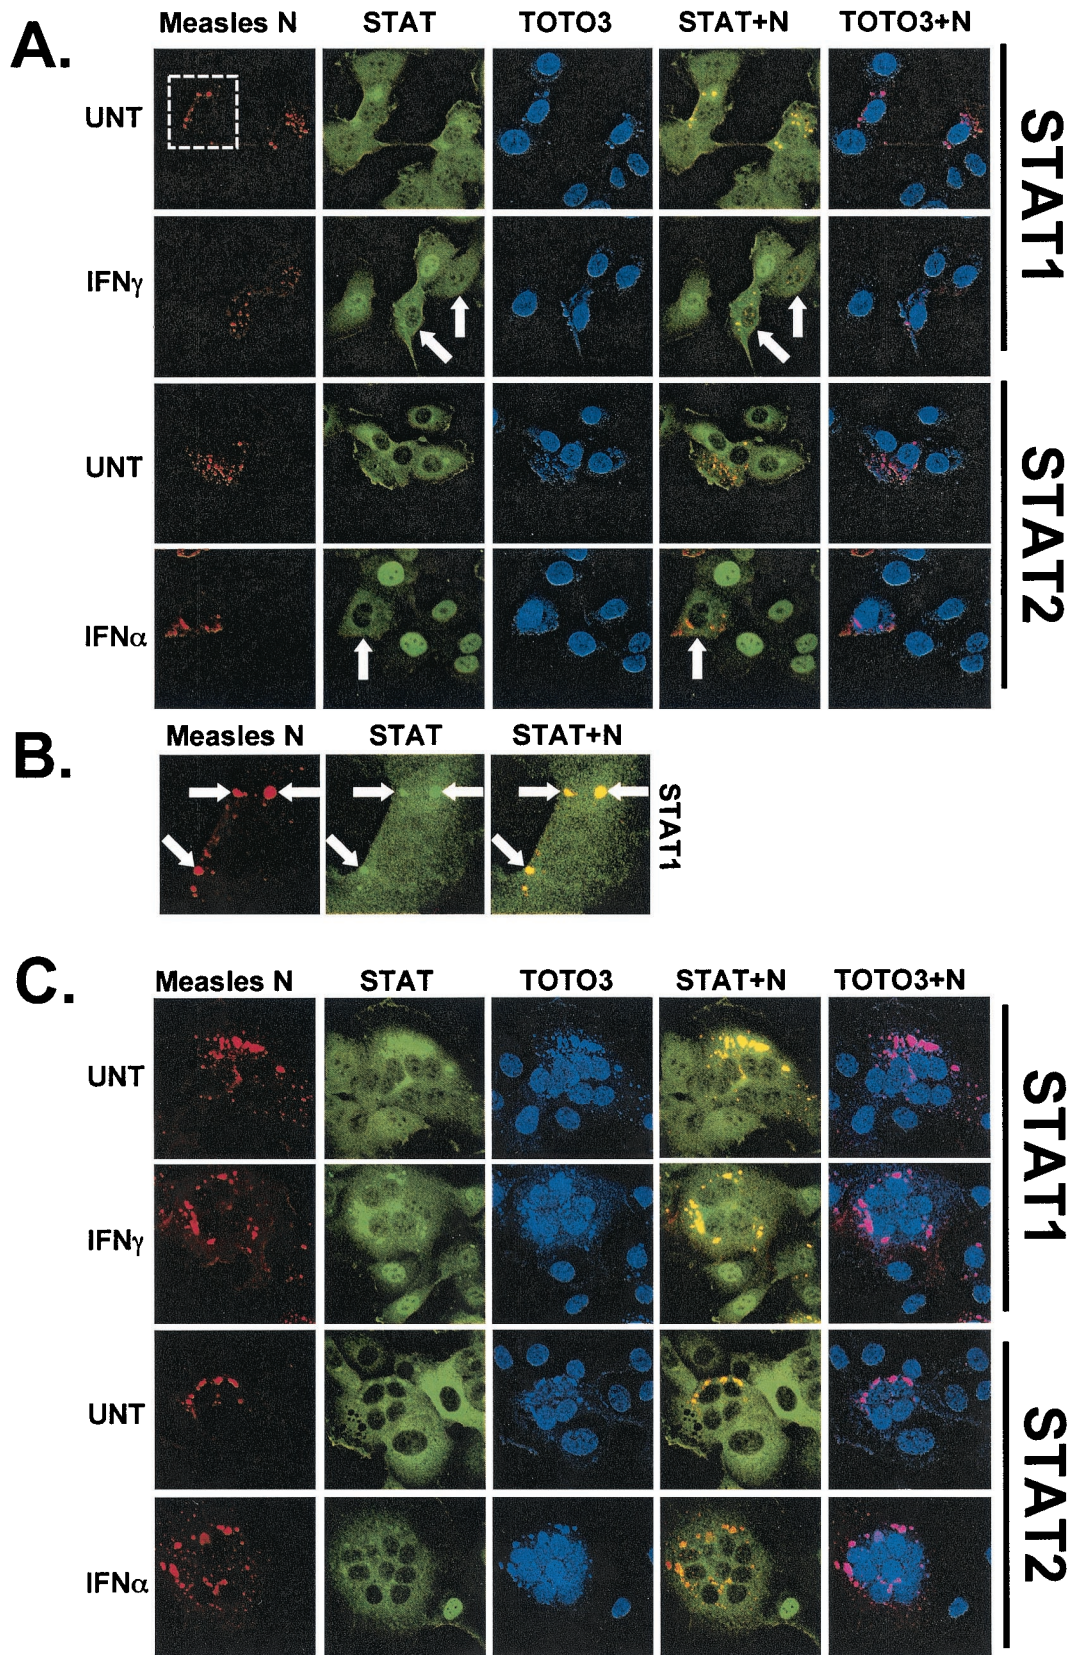 A.
Measles N STAT TOTO3 STAT+N TOTO3+N
UNT
IFNγ
STAT1
UNT
IFNα
STAT2
B.
Measles N STAT STAT+N
STAT1
C.
Measles N STAT TOTO3 STAT+N TOTO3+N
UNT
IFNγ
STAT1
UNT
IFNα
STAT2